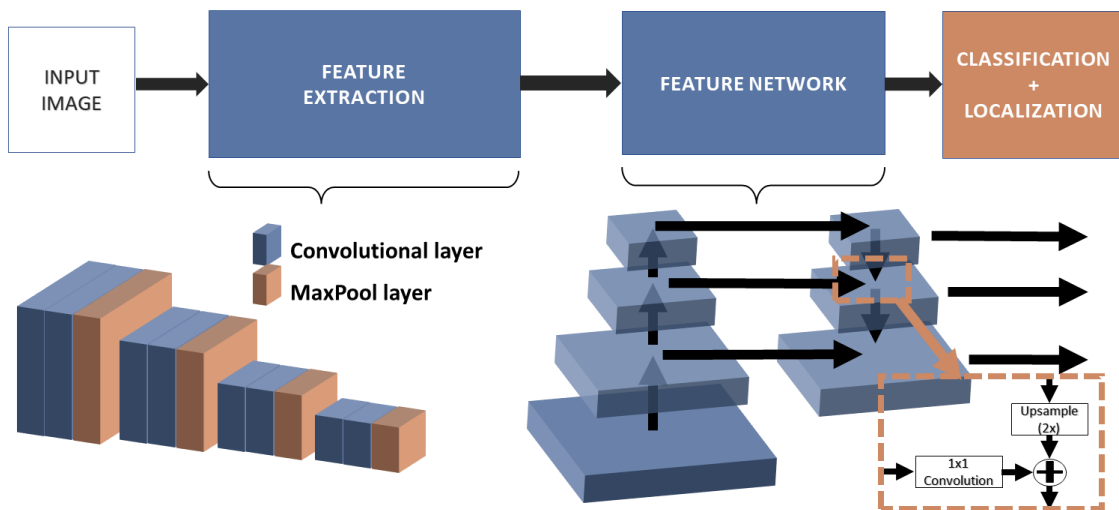 INPUT
IMAGE
FEATURE
EXTRACTION
FEATURE NETWORK
CLASSIFICATION
+
LOCALIZATION
Convolutional layer
MaxPool layer
Upsample
(2x)
1x1
Convolution